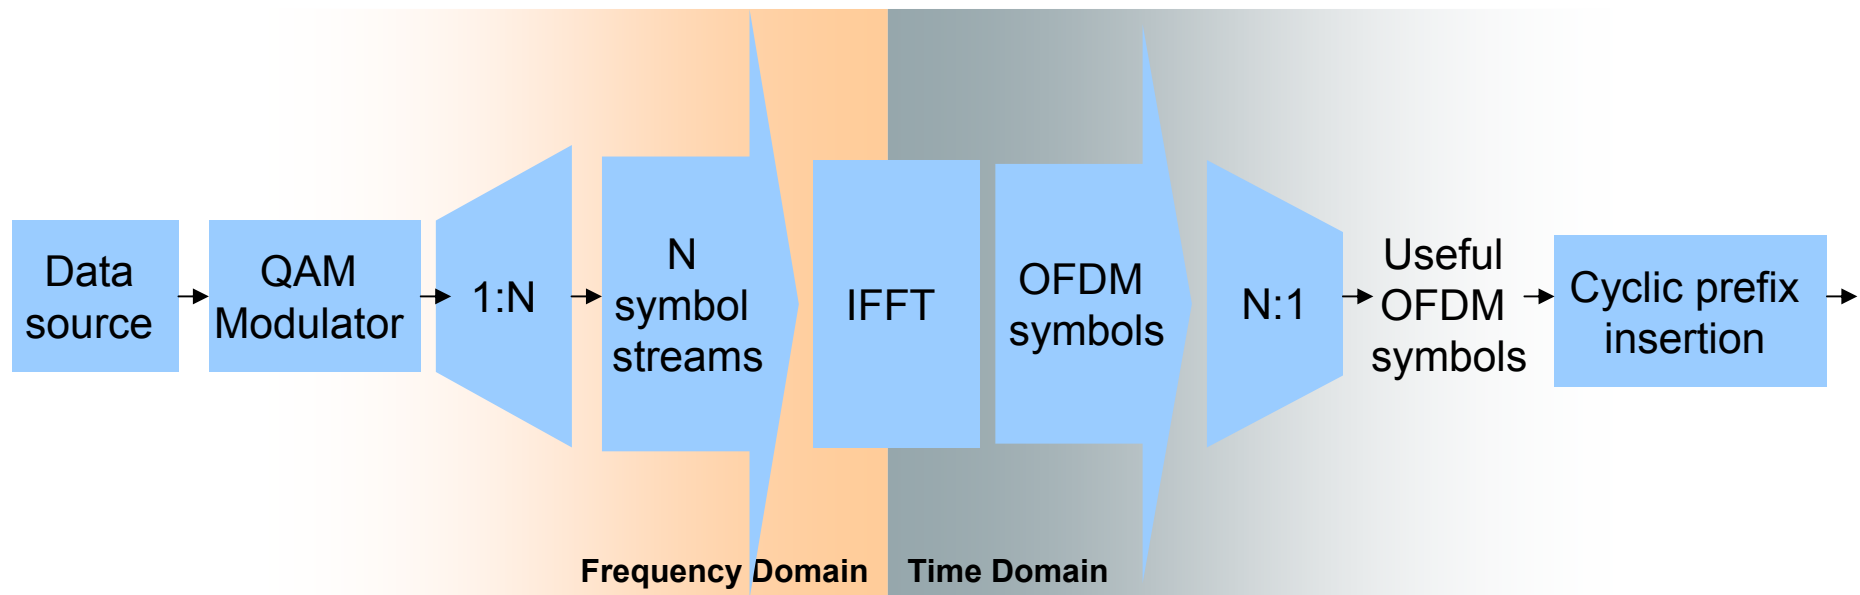 Data
source
QAM
Modulator
1:N
N
symbol
streams
IFFT
OFDM
symbols
N:1
Useful
OFDM
symbols
Cyclic prefix
insertion
Frequency Domain
Time Domain